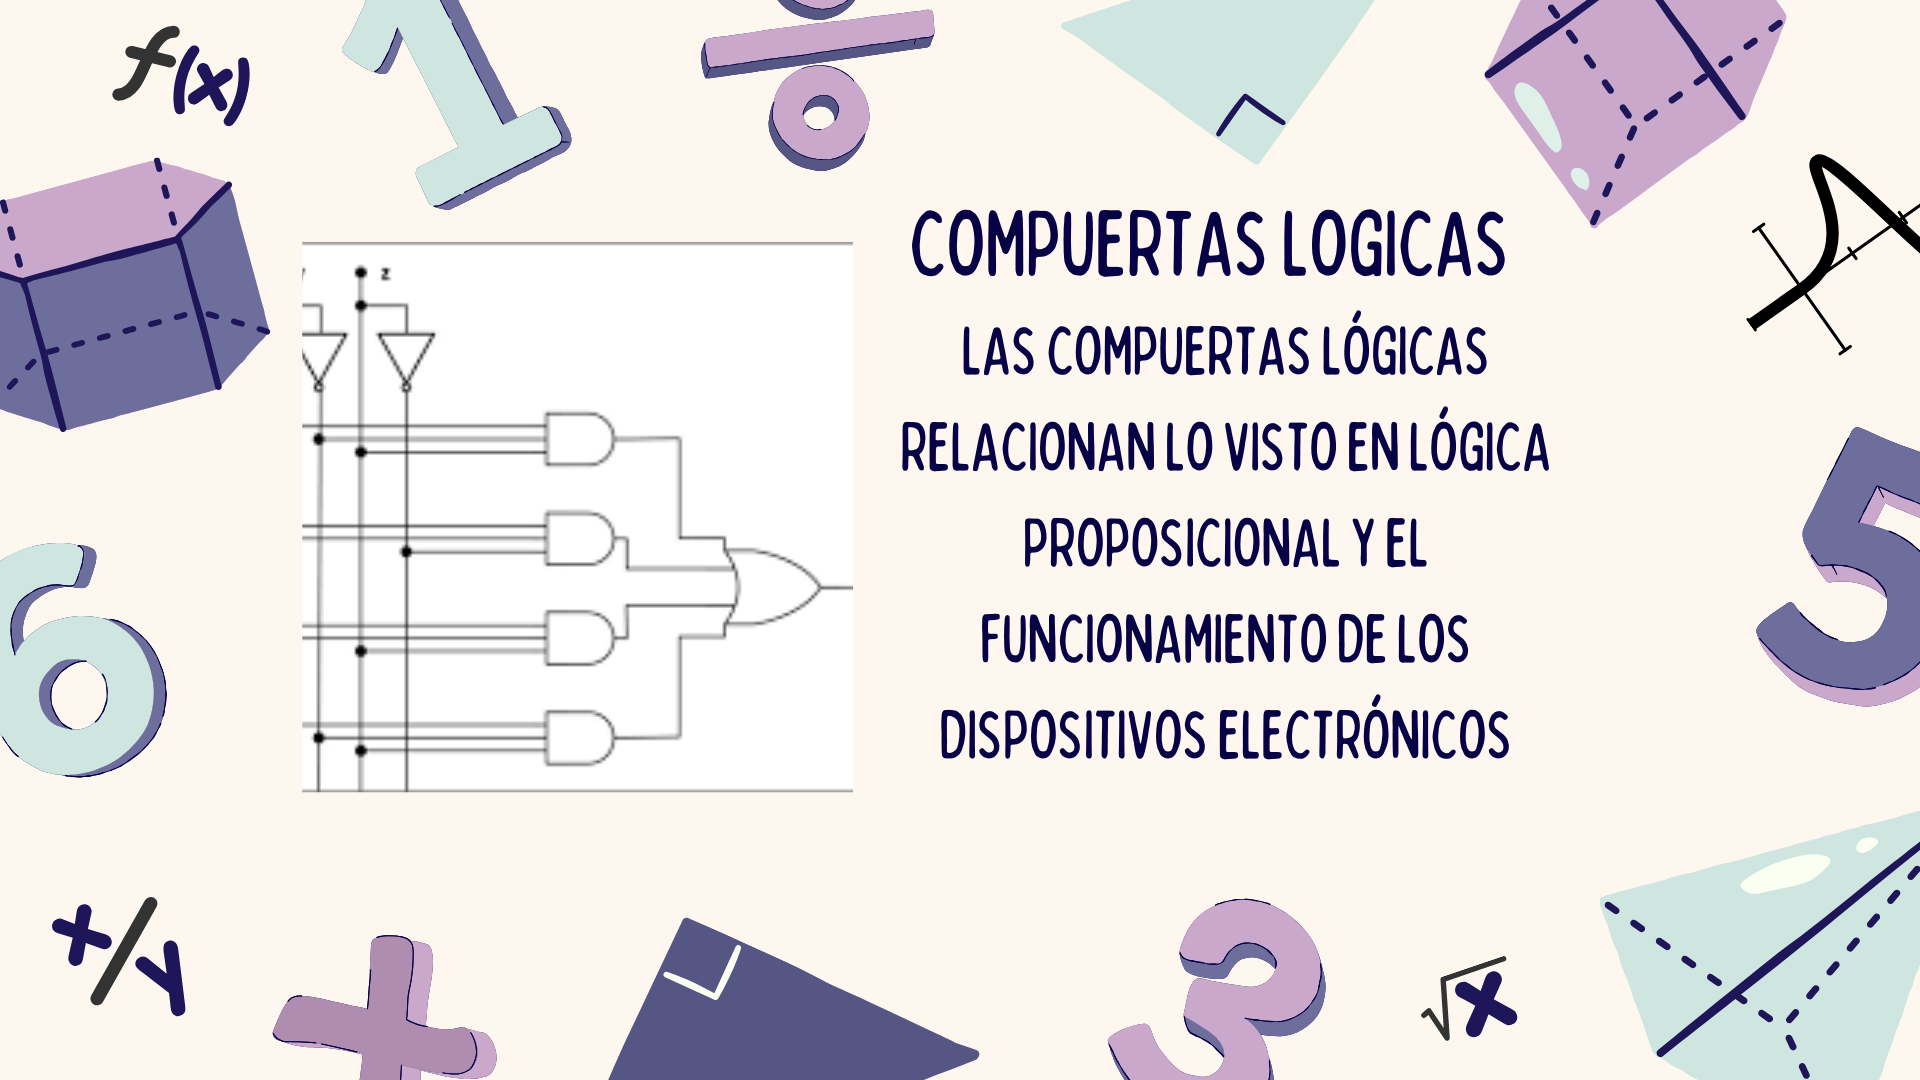 f(x)
1
÷
COMPUERTAS LOGICAS
LAS COMPUERTAS LÓGICAS
RELACIONAN LO VISTO EN LÓGICA
PROPOSICIONAL Y EL
FUNCIONAMIENTO DE LOS
DISPOSITIVOS ELECTRÓNICOS
z
5
6
x/y
+
3
√x